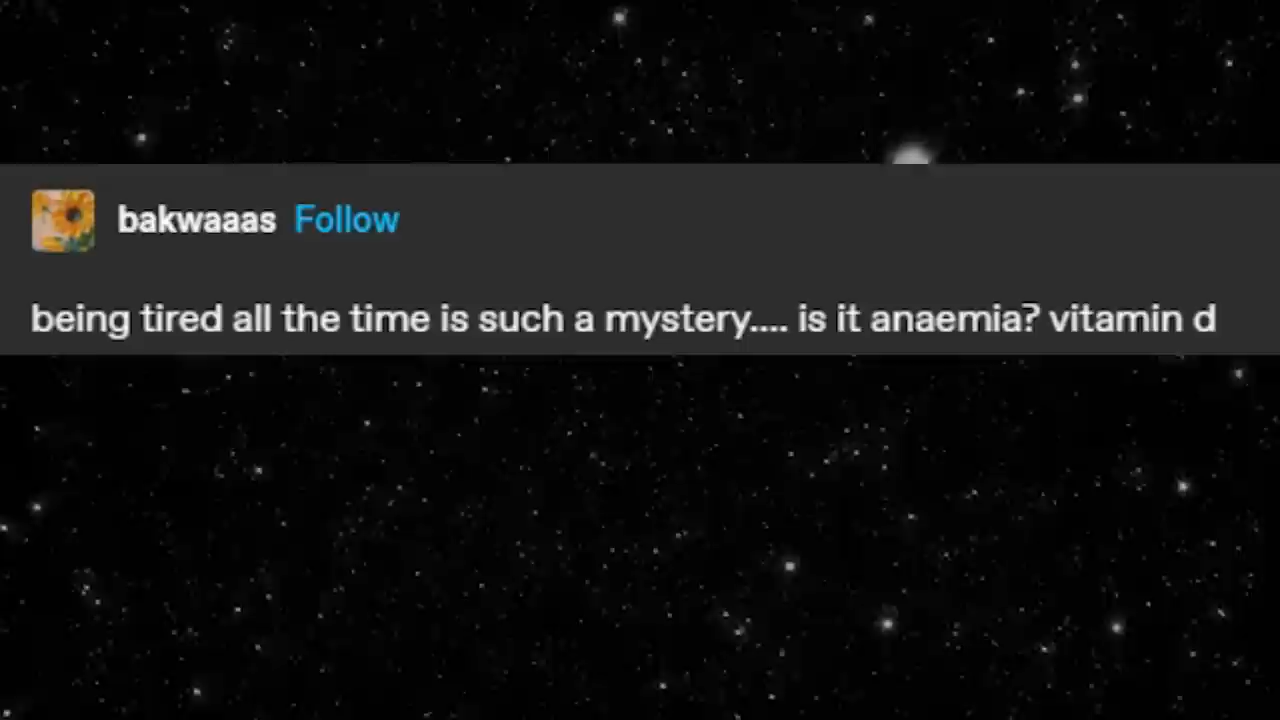 bakwaaas Follow
being tired all the time is such a mystery.... is it anaemia? vitamin d